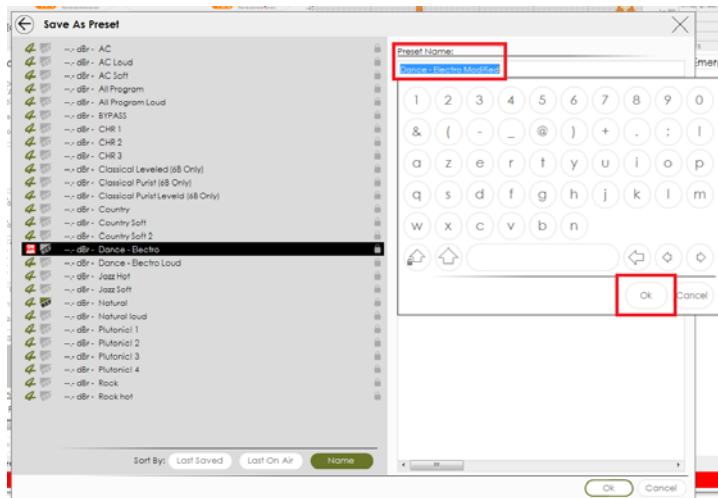 Save As Preset
--.- dBr - AC
--.- dBr - AC Loud
--.- dBr - AC Soft
--.- dBr - All Program
--.- dBr - All Program Loud
--.- dBr - BYPASS
--.- dBr - CHR 1
--.- dBr - CHR 2
--.- dBr - CHR 3
--.- dBr - Classical Leveled (6B Only)
--.- dBr - Classical Purist (6B Only)
--.- dBr - Classical Purist Leveld (6B Only)
--.- dBr - Country
--.- dBr - Country Soft
--.- dBr - Country Soft 2
--.- dBr - Dance - Electro
--.- dBr - Dance - Electro Loud
--.- dBr - Jazz Hot
--.- dBr - Jazz Soft
--.- dBr - Natural
--.- dBr - Natural loud
--.- dBr - Plutonic! 1
--.- dBr - Plutonic! 2
--.- dBr - Plutonic! 3
--.- dBr - Plutonic! 4
--.- dBr - Rock
--.- dBr - Rock hot
Sort By: Last Saved Last On Air Name
Preset Name:
Dance - Electro Modified
1 2 3 4 5 6 7 8 9 0
& ( - _ @ ) + . : !
a z e r t y u i o p
q s d f g h j k l m
w x c v b n
Ok Cancel
Ok Cancel